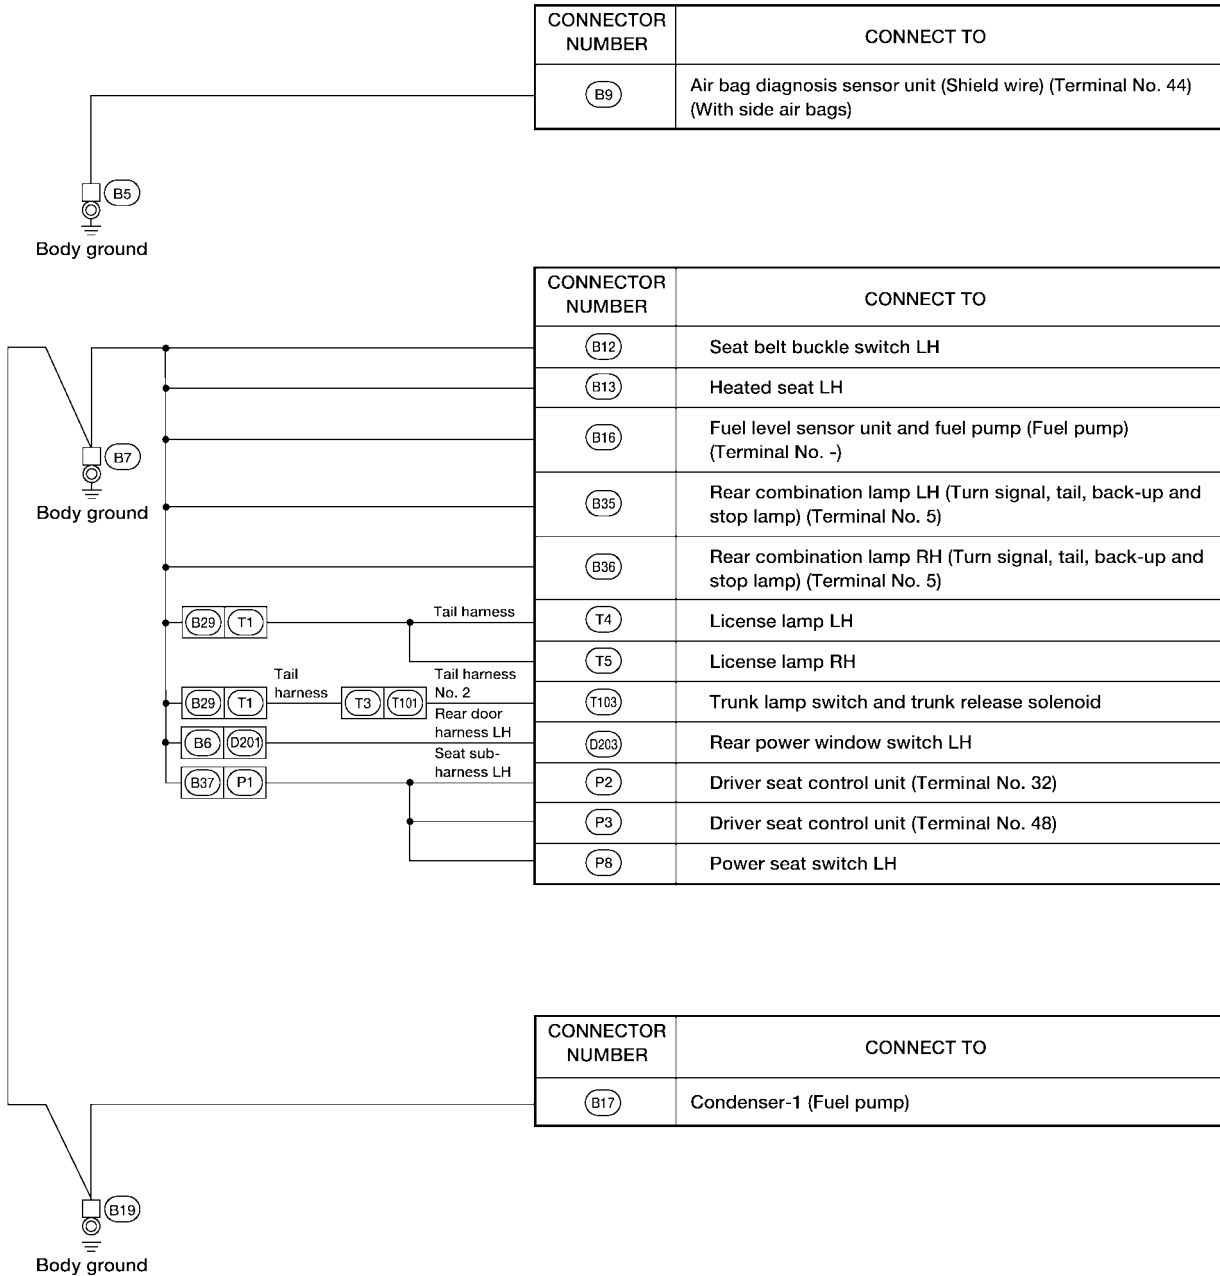 CONNECTOR
NUMBER
CONNECT TO
B9
Air bag diagnosis sensor unit (Shield wire) (Terminal No. 44)
(With side air bags)
B5
Body ground
CONNECTOR
NUMBER
CONNECT TO
B12
Seat belt buckle switch LH
B13
Heated seat LH
B16
Fuel level sensor unit and fuel pump (Fuel pump)
(Terminal No. -)
B7
Body ground
B35
Rear combination lamp LH (Turn signal, tail, back-up and
stop lamp) (Terminal No. 5)
B36
Rear combination lamp RH (Turn signal, tail, back-up and
stop lamp) (Terminal No. 5)
B29 T1
Tail harness
T4
License lamp LH
T5
License lamp RH
B29 T1
Tail
harness
T3 T101
Tail harness
No. 2
T103
Trunk lamp switch and trunk release solenoid
B6 D201
Rear door
harness LH
D203
Rear power window switch LH
B37 P1
Seat sub-
harness LH
P2
Driver seat control unit (Terminal No. 32)
P3
Driver seat control unit (Terminal No. 48)
P8
Power seat switch LH
CONNECTOR
NUMBER
CONNECT TO
B17
Condenser-1 (Fuel pump)
B19
Body ground